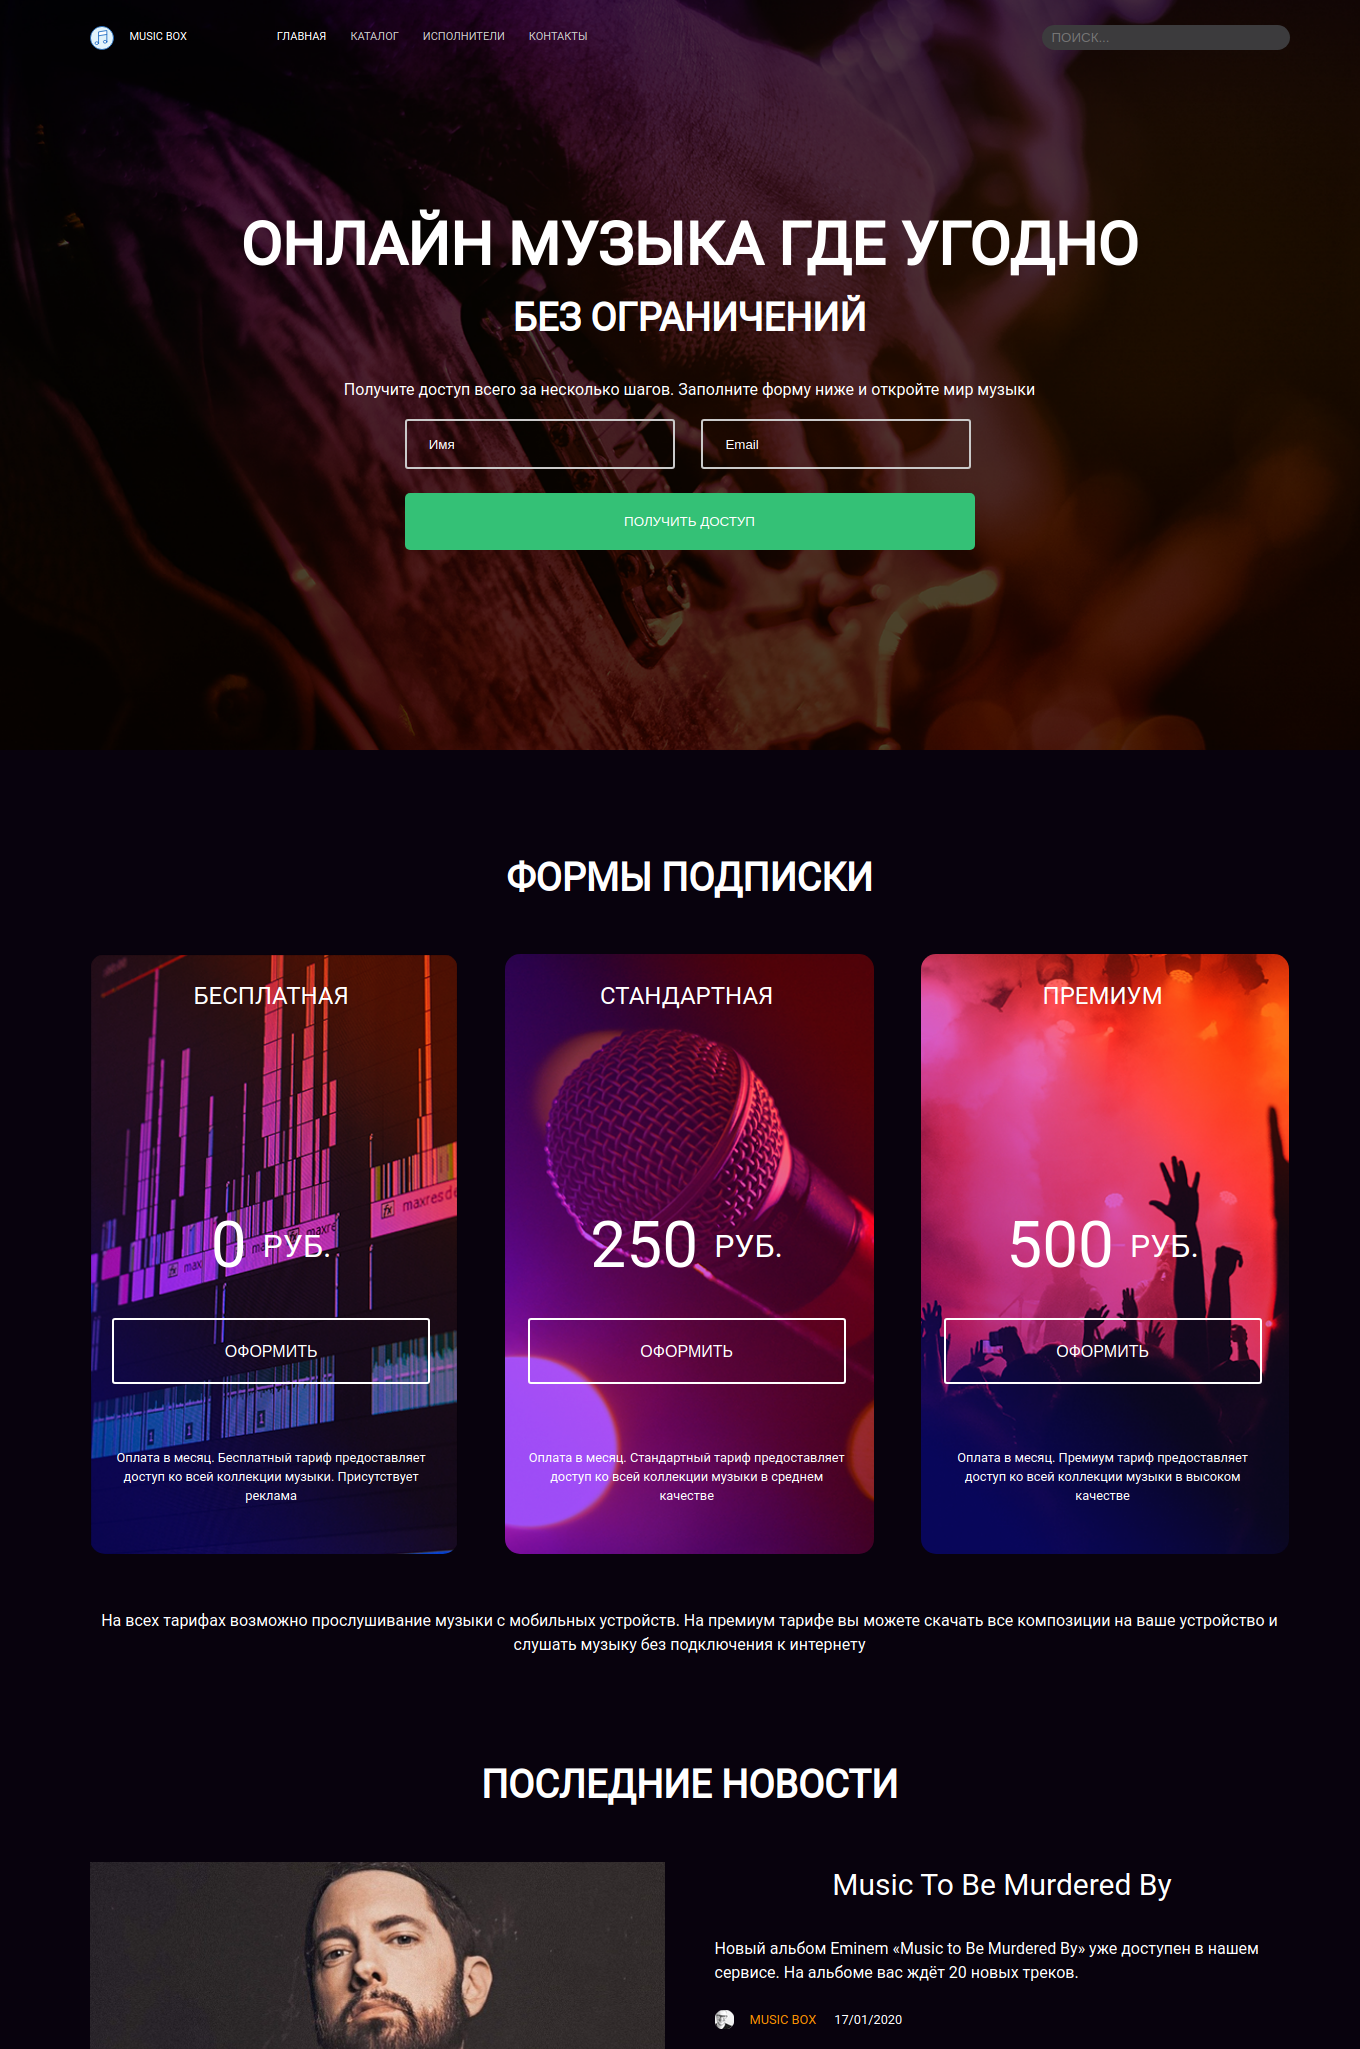 MUSIC BOX
ГЛАВНАЯ КАТАЛОГ ИСПОЛНИТЕЛИ КОНТАКТЫ
ПОИСК...
ОНЛАЙН МУЗЫКА ГДЕ УГОДНО
БЕЗ ОГРАНИЧЕНИЙ
Получите доступ всего за несколько шагов. Заполните форму ниже и откройте мир музыки
Имя
Email
ПОЛУЧИТЬ ДОСТУП
ФОРМЫ ПОДПИСКИ
БЕСПЛАТНАЯ
maxresde
maxre
max
1
1
1
0 РУБ.
ОФОРМИТЬ
Оплата в месяц. Бесплатный тариф предоставляет
доступ ко всей коллекции музыки. Присутствует
реклама
СТАНДАРТНАЯ
250 РУБ.
ОФОРМИТЬ
Оплата в месяц. Стандартный тариф предоставляет
доступ ко всей коллекции музыки в среднем
качестве
ПРЕМИУМ
500 РУБ.
ОФОРМИТЬ
Оплата в месяц. Премиум тариф предоставляет
доступ ко всей коллекции музыки в высоком
качестве
На всех тарифах возможно прослушивание музыки с мобильных устройств. На премиум тарифе вы можете скачать все композиции на ваше устройство и
слушать музыку без подключения к интернету
ПОСЛЕДНИЕ НОВОСТИ
Music To Be Murdered By
Новый альбом Eminem «Music to Be Murdered By» уже доступен в нашем
сервисе. На альбоме вас ждёт 20 новых треков.
MUSIC BOX 17/01/2020